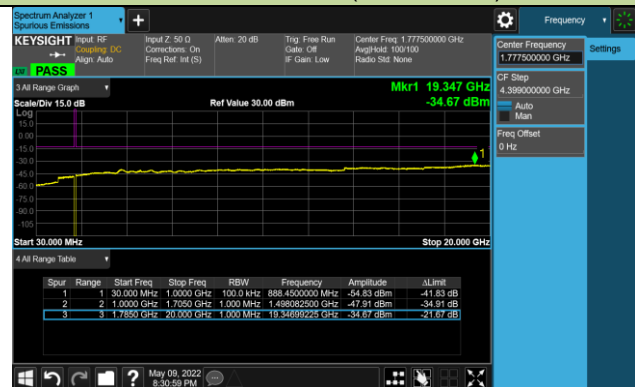 Spectrum Analyzer 1
Spurious Emissions
Frequency
KEYSIGHT
Input: RF
Coupling: DC
Align: Auto
Input Z: 50 Ω
Corrections: On
Freq Ref: Int (S)
Atten: 20 dB
Trig: Free Run
Gate: Off
IF Gain: Low
Center Freq: 1.777500000 GHz
Avg|Hold: 100/100
Radio Std: None
PASS
Center Frequency
1.777500000 GHz
Settings
CF Step
4.399000000 GHz
Auto
Man
Freq Offset
0 Hz
3 All Range Graph
Mkr1 19.347 GHz
-34.67 dBm
Scale/Div 15.0 dB
Ref Value 30.00 dBm
Log
15.0
0.00
-15.0
-30.0
-45.0
-60.0
-75.0
-90.0
-105
1
Start 30.000 MHz
Stop 20.000 GHz
4 All Range Table
Spur Range Start Freq Stop Freq RBW Frequency Amplitude ΔLimit
1 1 30.000 MHz 1.0000 GHz 100.0 kHz 888.4500000 MHz -54.83 dBm -41.83 dB
2 2 1.0000 GHz 1.7050 GHz 1.000 MHz 1.498082500 GHz -47.91 dBm -34.91 dB
3 3 1.7850 GHz 20.000 GHz 1.000 MHz 19.34699225 GHz -34.67 dBm -21.67 dB
May 09, 2022
8:30:59 PM